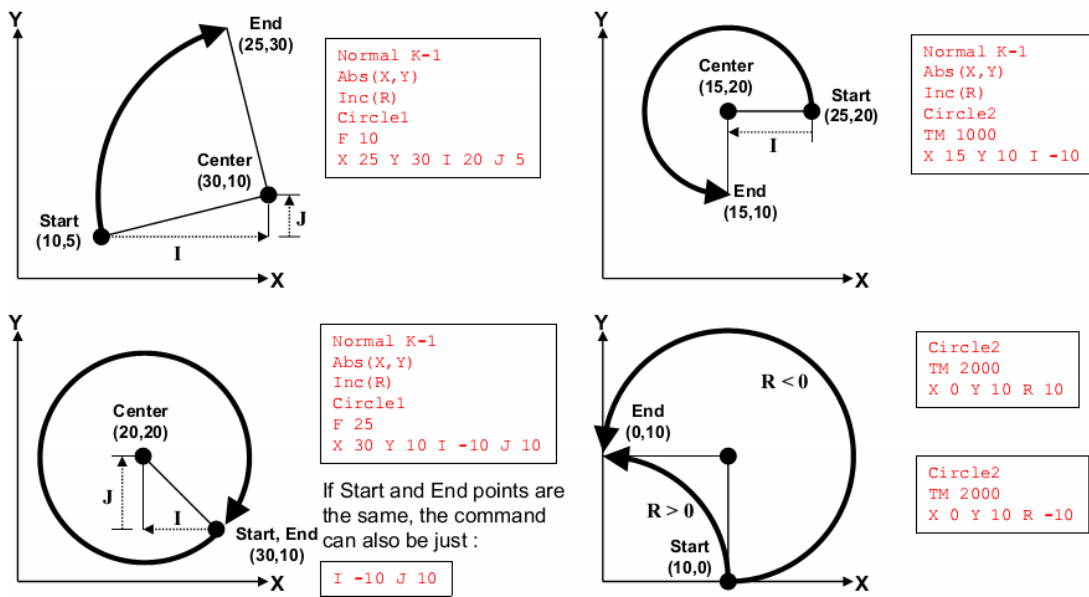 Y
End
(25,30)
Center
(30,10)
Start
(10,5)
J
I
X
Normal K-1
Abs(X,Y)
Inc(R)
Circle1
F 10
X 25 Y 30 I 20 J 5
Y
Center
(15,20)
Start
(25,20)
I
End
(15,10)
X
Normal K-1
Abs(X,Y)
Inc(R)
Circle2
TM 1000
X 15 Y 10 I -10
Y
Center
(20,20)
J
I
Start, End
(30,10)
X
Normal K-1
Abs(X,Y)
Inc(R)
Circle1
F 25
X 30 Y 10 I -10 J 10
If Start and End points are
the same, the command
can also be just :
I -10 J 10
Y
R < 0
End
(0,10)
R > 0
Start
(10,0)
X
Circle2
TM 2000
X 0 Y 10 R 10
Circle2
TM 2000
X 0 Y 10 R -10